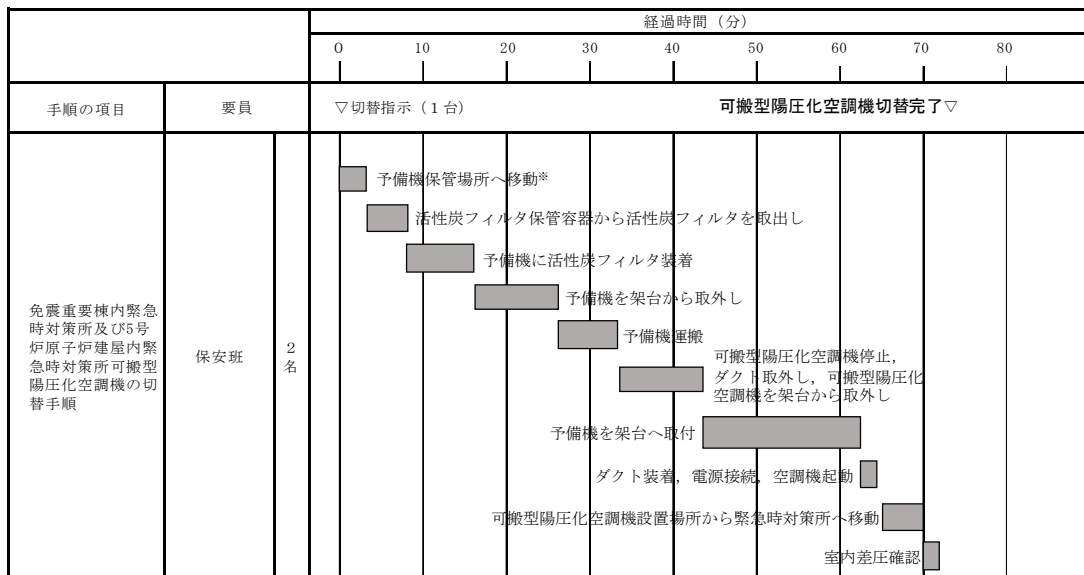 経過時間（分）
0 10 20 30 40 50 60 70 80
手順の項目 要員 ▽切替指示（１台） 可搬型陽圧化空調機切替完了▽
免震重要棟内緊急
時対策所及び5号
炉原子炉建屋内緊
急時対策所可搬型
陽圧化空調機の切
替手順
保安班
２
名
予備機保管場所へ移動※
活性炭フィルタ保管容器から活性炭フィルタを取出し
予備機に活性炭フィルタ装着
予備機を架台から取外し
予備機運搬
可搬型陽圧化空調機停止，
ダクト取外し，可搬型陽圧化
空調機を架台から取外し
予備機を架台へ取付
ダクト装着，電源接続，空調機起動
可搬型陽圧化空調機設置場所から緊急時対策所へ移動
室内差圧確認